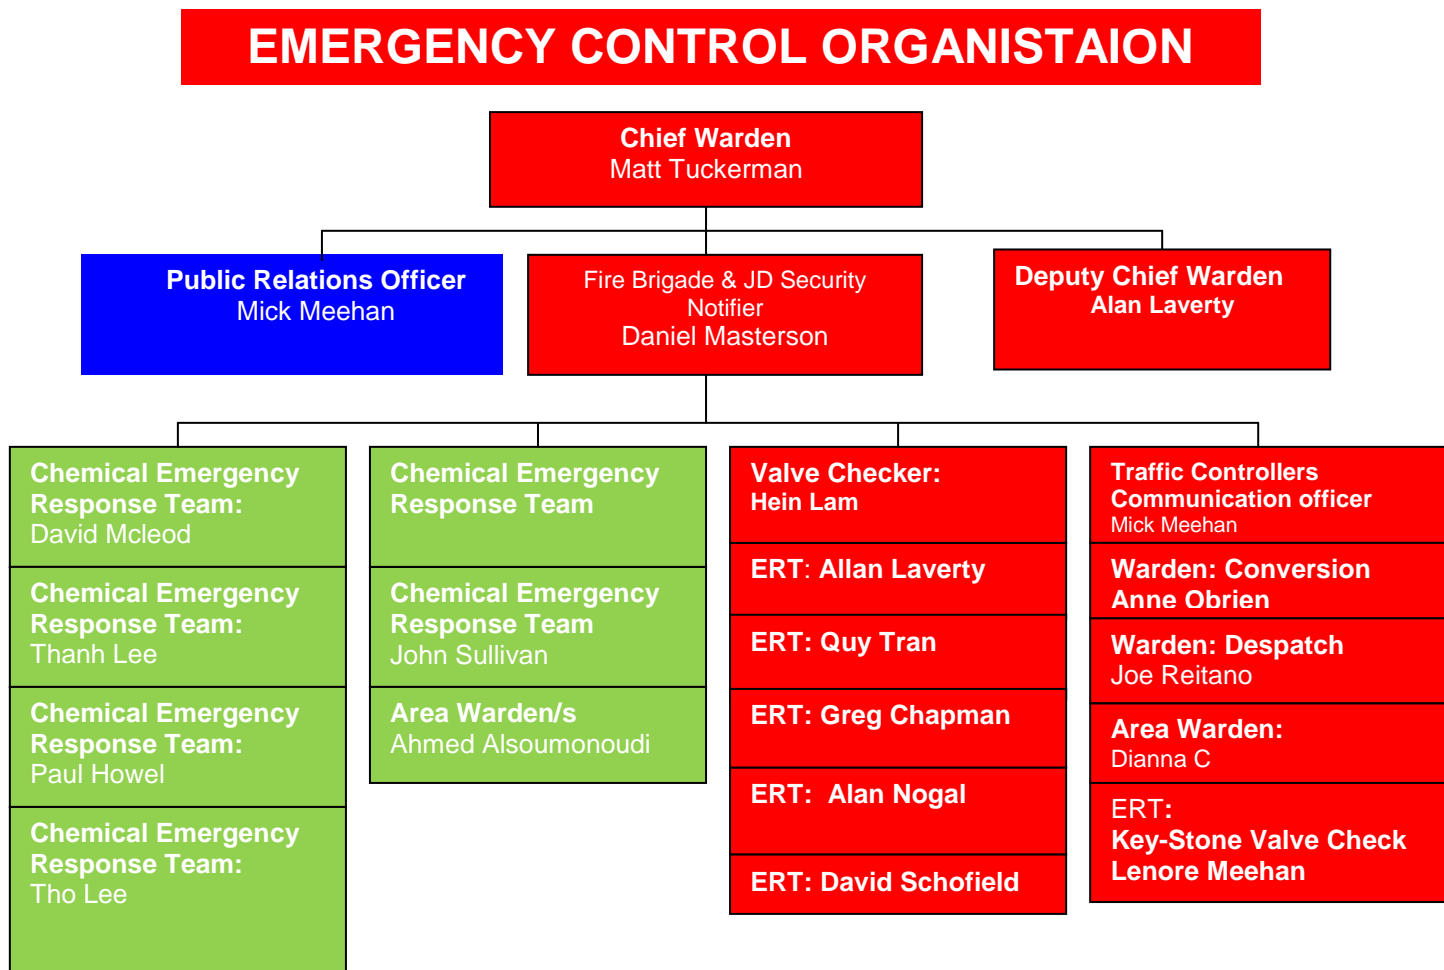 EMERGENCY CONTROL ORGANISTAION
Chief Warden
Matt Tuckerman
Public Relations Officer
Mick Meehan
Fire Brigade & JD Security
Notifier
Daniel Masterson
Deputy Chief Warden
Alan Laverty
Chemical Emergency
Response Team:
David Mcleod
Chemical Emergency
Response Team:
Thanh Lee
Chemical Emergency
Response Team:
Paul Howel
Chemical Emergency
Response Team:
Tho Lee
Chemical Emergency
Response Team
Chemical Emergency
Response Team
John Sullivan
Area Warden/s
Ahmed Alsoumonoudi
Valve Checker:
Hein Lam
ERT: Allan Laverty
ERT: Quy Tran
ERT: Greg Chapman
ERT:  Alan Nogal
ERT: David Schofield
Traffic Controllers
Communication officer
Mick Meehan
Warden: Conversion
Anne Obrien
Warden: Despatch
Joe Reitano
Area Warden:
Dianna C
ERT:
Key-Stone Valve Check
Lenore Meehan